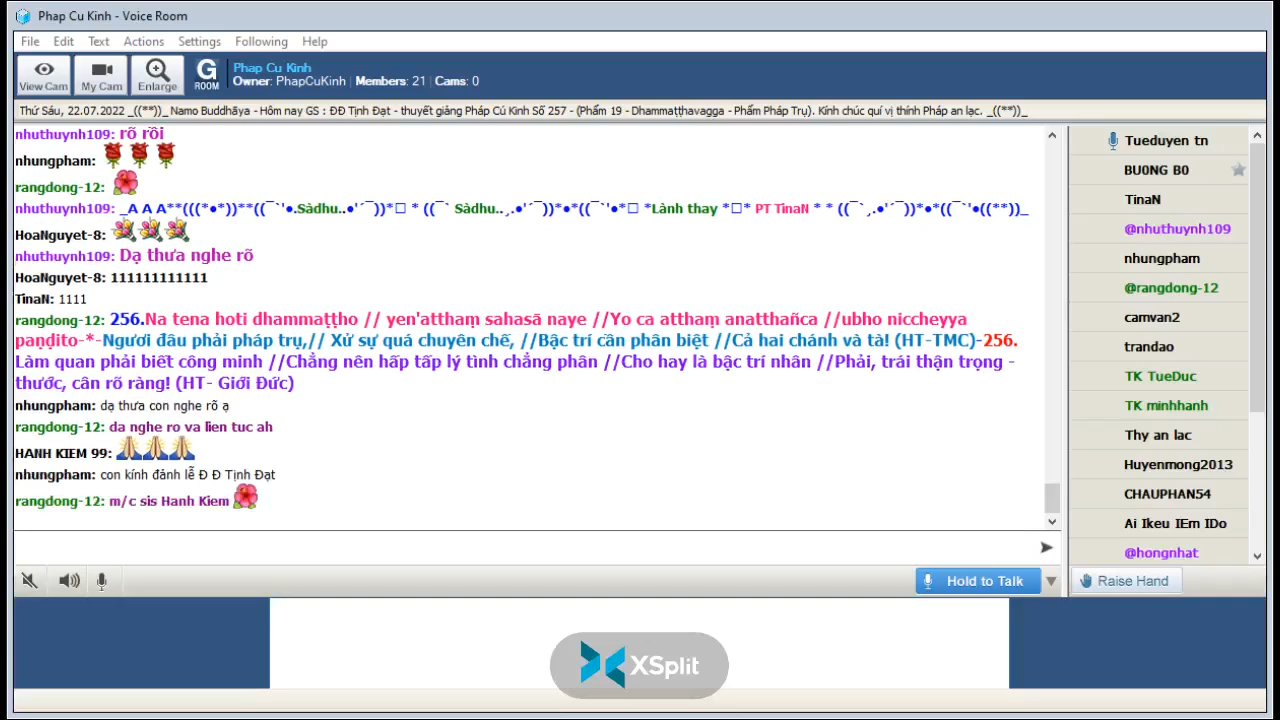 Phap Cu Kinh - Voice Room
File Edit Text Actions Settings Following Help
View Cam My Cam Enlarge G ROOM
Phap Cu Kinh
Owner: PhapCuKinh | Members: 21 | Cams: 0
Thứ Sáu, 22.07.2022 _((**))_ Namo Buddhāya - Hôm nay GS : ĐĐ Tịnh Đạt - thuyết giảng Pháp Cú Kinh Số 257 - (Phẩm 19 - Dhammaṭṭhavagga - Phẩm Pháp Trụ). Kính chúc quí vị thính Pháp an lạc. _((**))_
nhuthuynh109: rõ rồi
nhungpham:
rangdong-12:
nhuthuynh109: _A A A**(((*•*))**((¯`'•.Sàdhu..•'´¯))*□ * ((¯` Sàdhu..¸.•'´¯))*•*((¯`'•*□ *Lành thay *□* PT TinaN * * ((¯`¸.•'´¯))*•*((¯`'•((**))_
HoaNguyet-8:
nhuthuynh109: Dạ thưa nghe rõ
HoaNguyet-8: 111111111111
TinaN: 1111
rangdong-12: 256.Na tena hoti dhammaṭṭho // yen'atthaṃ sahasā naye //Yo ca atthaṃ anatthañca //ubho niccheyya
paṇḍito-*-Ngươi đâu phải pháp trụ,// Xử sự quá chuyên chế, //Bậc trí cần phân biệt //Cả hai chánh và tà! (HT-TMC)-256.
Làm quan phải biết công minh //Chẳng nên hấp tấp lý tình chẳng phân //Cho hay là bậc trí nhân //Phải, trái thận trọng -
thước, cân rõ ràng! (HT- Giới Đức)
nhungpham: dạ thưa con nghe rõ ạ
rangdong-12: da nghe ro va lien tuc ah
HANH KIEM 99:
nhungpham: con kính đảnh lễ Đ Đ Tịnh Đạt
rangdong-12: m/c sis Hanh Kiem
Hold to Talk
Tueduyen tn
BU0NG B0
TinaN
@nhuthuynh109
nhungpham
@rangdong-12
camvan2
trandao
TK TueDuc
TK minhhanh
Thy an lac
Huyenmong2013
CHAUPHAN54
Ai Ikeu IEm IDo
@hongnhat
Raise Hand
XSplit